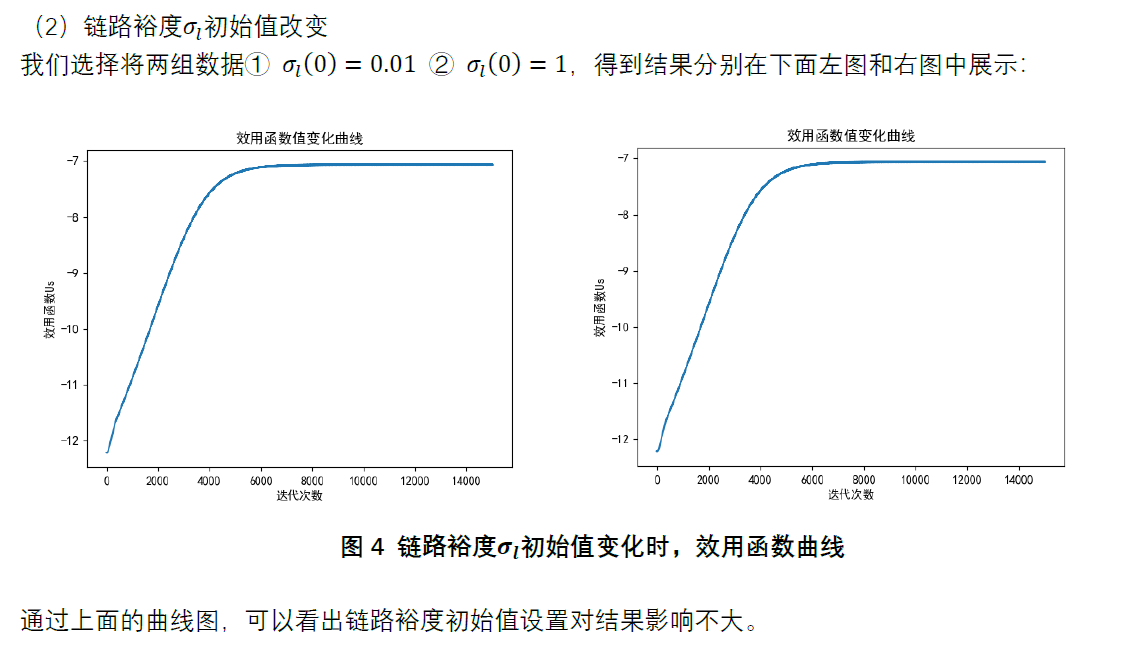 （2）链路裕度σₗ初始值改变
我们选择将两组数据① σₗ(0) = 0.01 ② σₗ(0) = 1，得到结果分别在下面左图和右图中展示：
效用函数值变化曲线
−7
−8
−9
−10
−11
−12
效用函数Us
0 2000 4000 6000 8000 10000 12000 14000
迭代次数
效用函数值变化曲线
−7
−8
−9
−10
−11
−12
效用函数Us
0 2000 4000 6000 8000 10000 12000 14000
迭代次数
图 4 链路裕度σₗ初始值变化时，效用函数曲线
通过上面的曲线图，可以看出链路裕度初始值设置对结果影响不大。